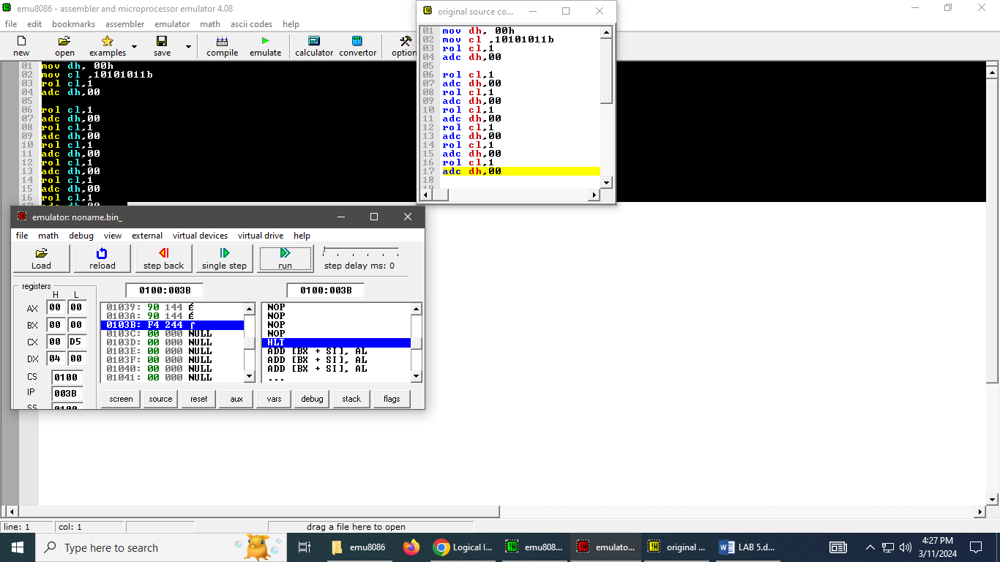 emu8086 - assembler and microprocessor emulator 4.08
file edit bookmarks assembler emulator math ascii codes help
new open examples save compile emulate calculator convertor option
01 mov dh, 00h
02 mov cl ,10101011b
03 rol cl,1
04 adc dh,00
05
06 rol cl,1
07 adc dh,00
08 rol cl,1
09 adc dh,00
10 rol cl,1
11 adc dh,00
12 rol cl,1
13 adc dh,00
14 rol cl,1
15 adc dh,00
16 rol cl,1
17 adc dh,00
original source co...
01 mov dh, 00h
02 mov cl ,10101011b
03 rol cl,1
04 adc dh,00
05
06 rol cl,1
07 adc dh,00
08 rol cl,1
09 adc dh,00
10 rol cl,1
11 adc dh,00
12 rol cl,1
13 adc dh,00
14 rol cl,1
15 adc dh,00
16 rol cl,1
17 adc dh,00
18
19
emulator: noname.bin_
file math debug view external virtual devices virtual drive help
Load reload step back single step run step delay ms: 0
registers
H L
AX 00 00
BX 00 00
CX 00 D5
DX 04 00
CS 0100
IP 003B
SS 0100
0100:003B
01039: 90 144 É
0103A: 90 144 É
0103B: F4 244 ⌠
0103C: 00 000 NULL
0103D: 00 000 NULL
0103E: 00 000 NULL
0103F: 00 000 NULL
01040: 00 000 NULL
01041: 00 000 NULL
0100:003B
NOP
NOP
NOP
NOP
HLT
ADD [BX + SI], AL
ADD [BX + SI], AL
ADD [BX + SI], AL
...
screen source reset aux vars debug stack flags
line: 1 col: 1 drag a file here to open
Type here to search emu8086 Logical I... emu808... emulato... original ... LAB 5.d...
4:27 PM
3/11/2024